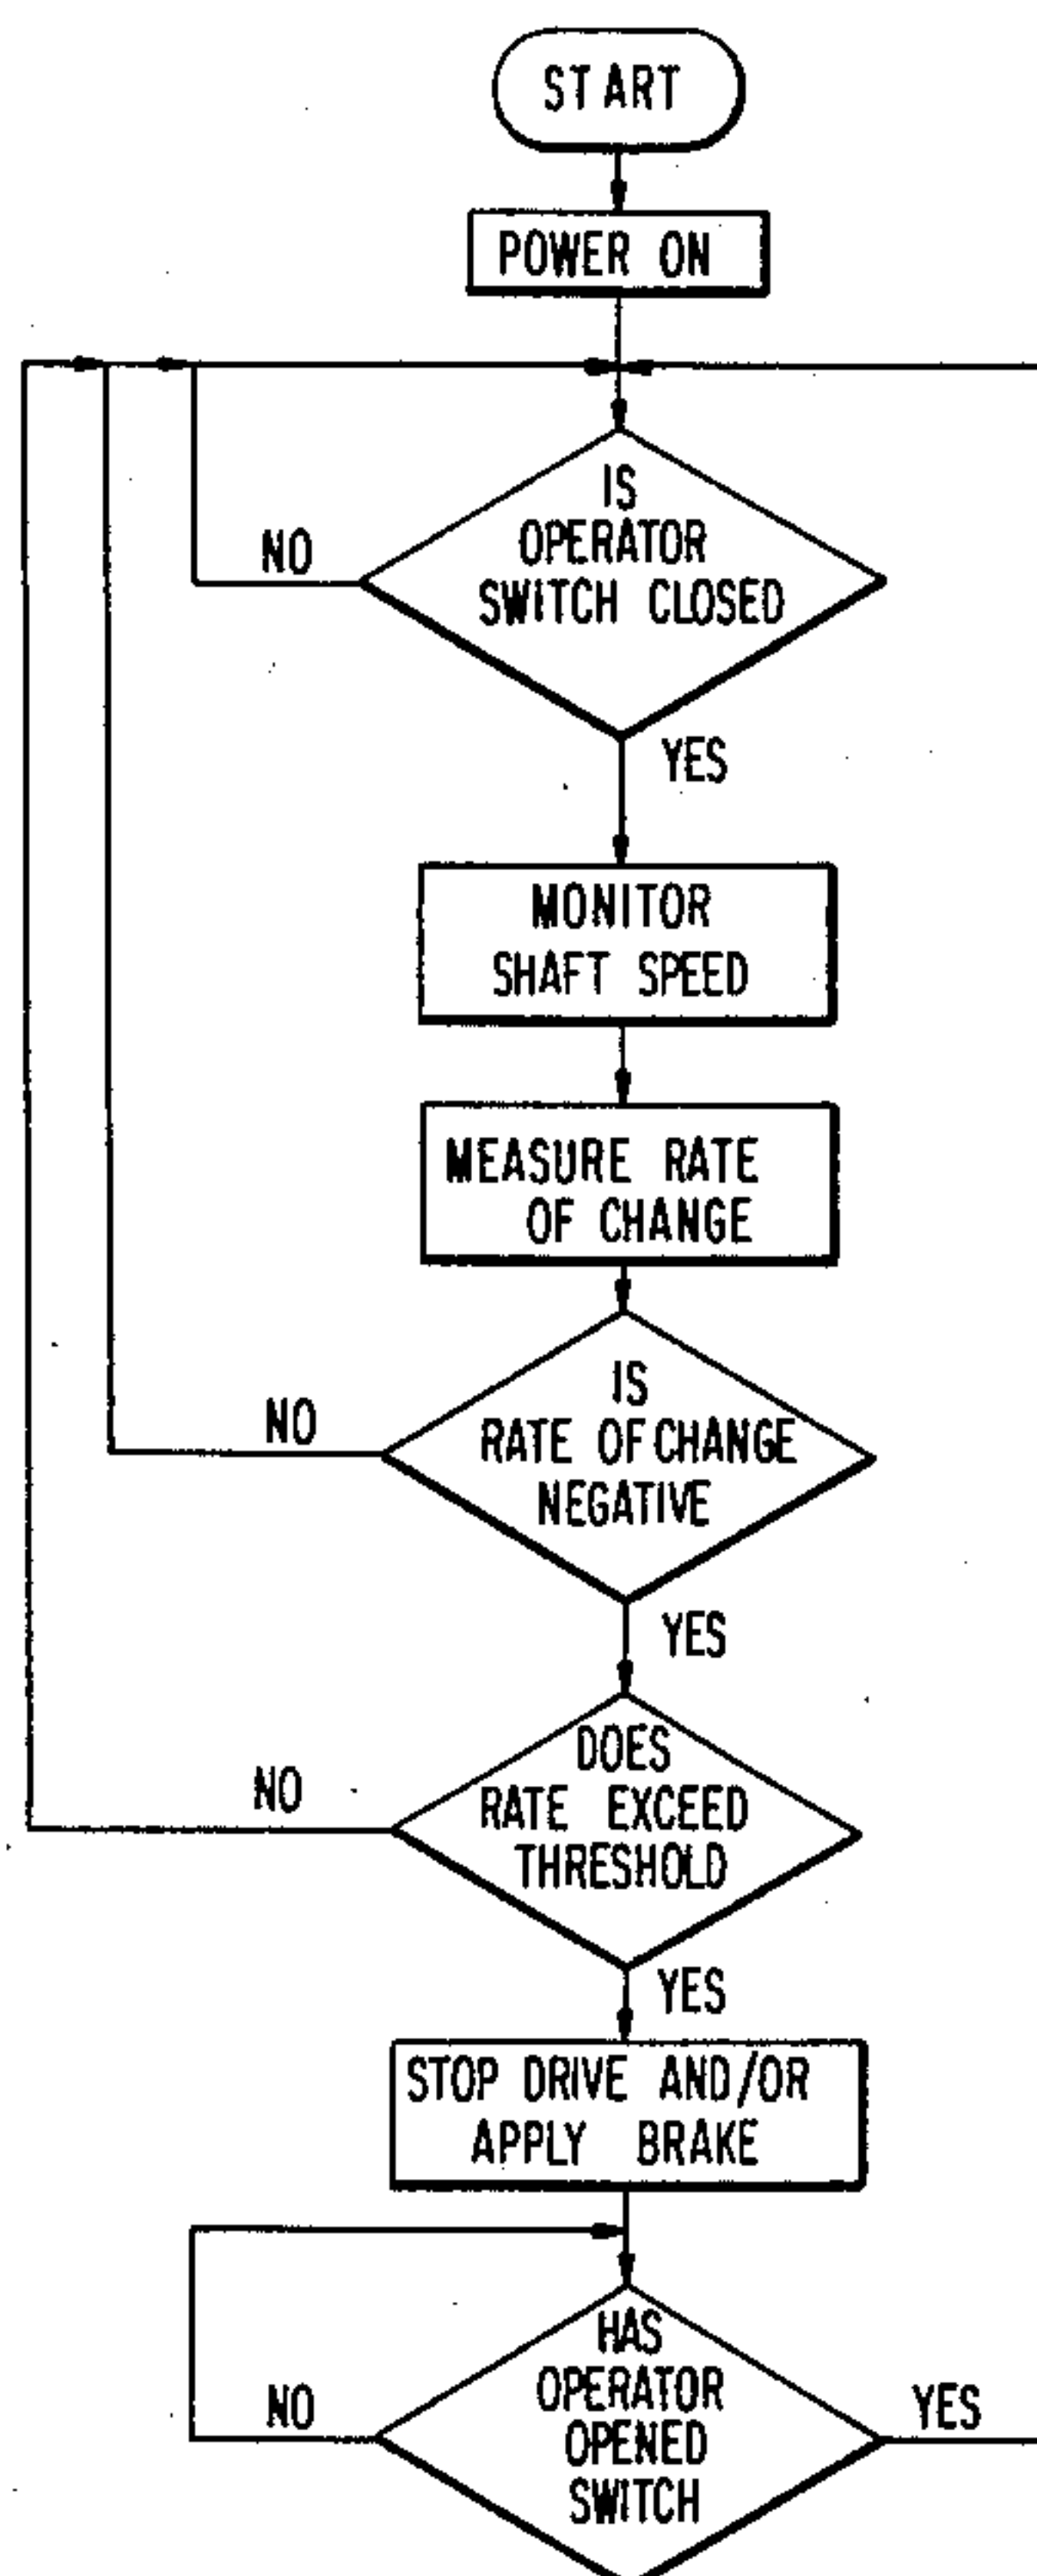 START
POWER ON
IS
OPERATOR
SWITCH CLOSED
NO
YES
MONITOR
SHAFT SPEED
MEASURE RATE
OF CHANGE
IS
RATE OF CHANGE
NEGATIVE
NO
YES
DOES
RATE EXCEED
THRESHOLD
NO
YES
STOP DRIVE AND/OR
APPLY BRAKE
HAS
OPERATOR
OPENED
SWITCH
NO
YES